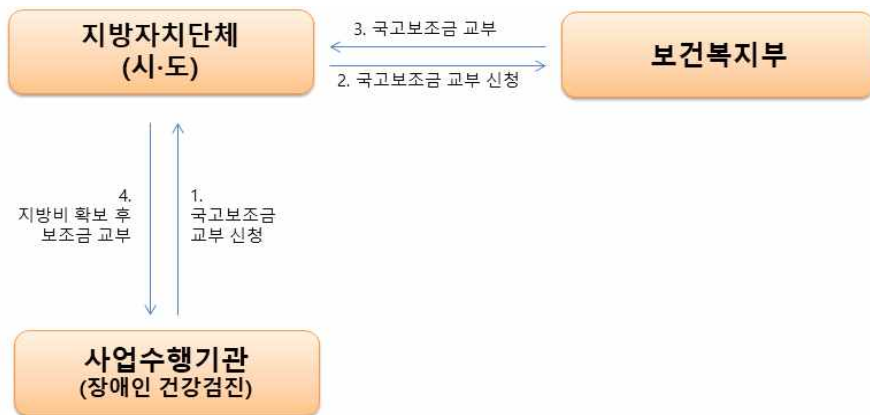 지방자치단체
(시·도)
3. 국고보조금 교부
2. 국고보조금 교부 신청
보건복지부
4.
지방비 확보 후
보조금 교부
1.
국고보조금
교부 신청
사업수행기관
(장애인 건강검진)